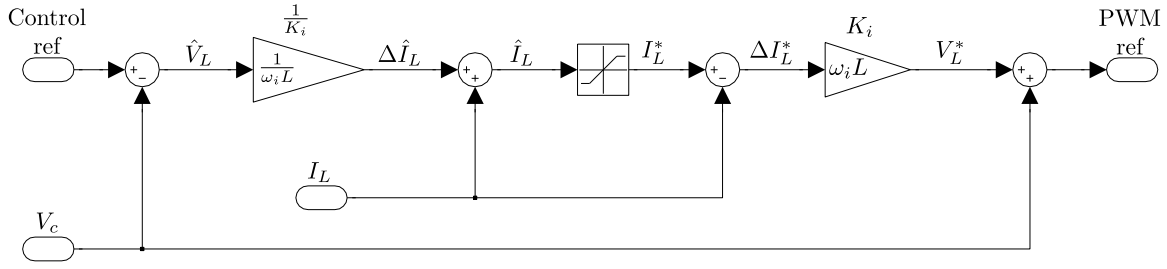 Control
ref
+
−
V̂_L
1/K_i
1/(ω_i L)
ΔÎ_L
+
+
Î_L
I_L^*
+
−
ΔI_L^*
K_i
ω_i L
V_L^*
+
+
PWM
ref
I_L
V_c